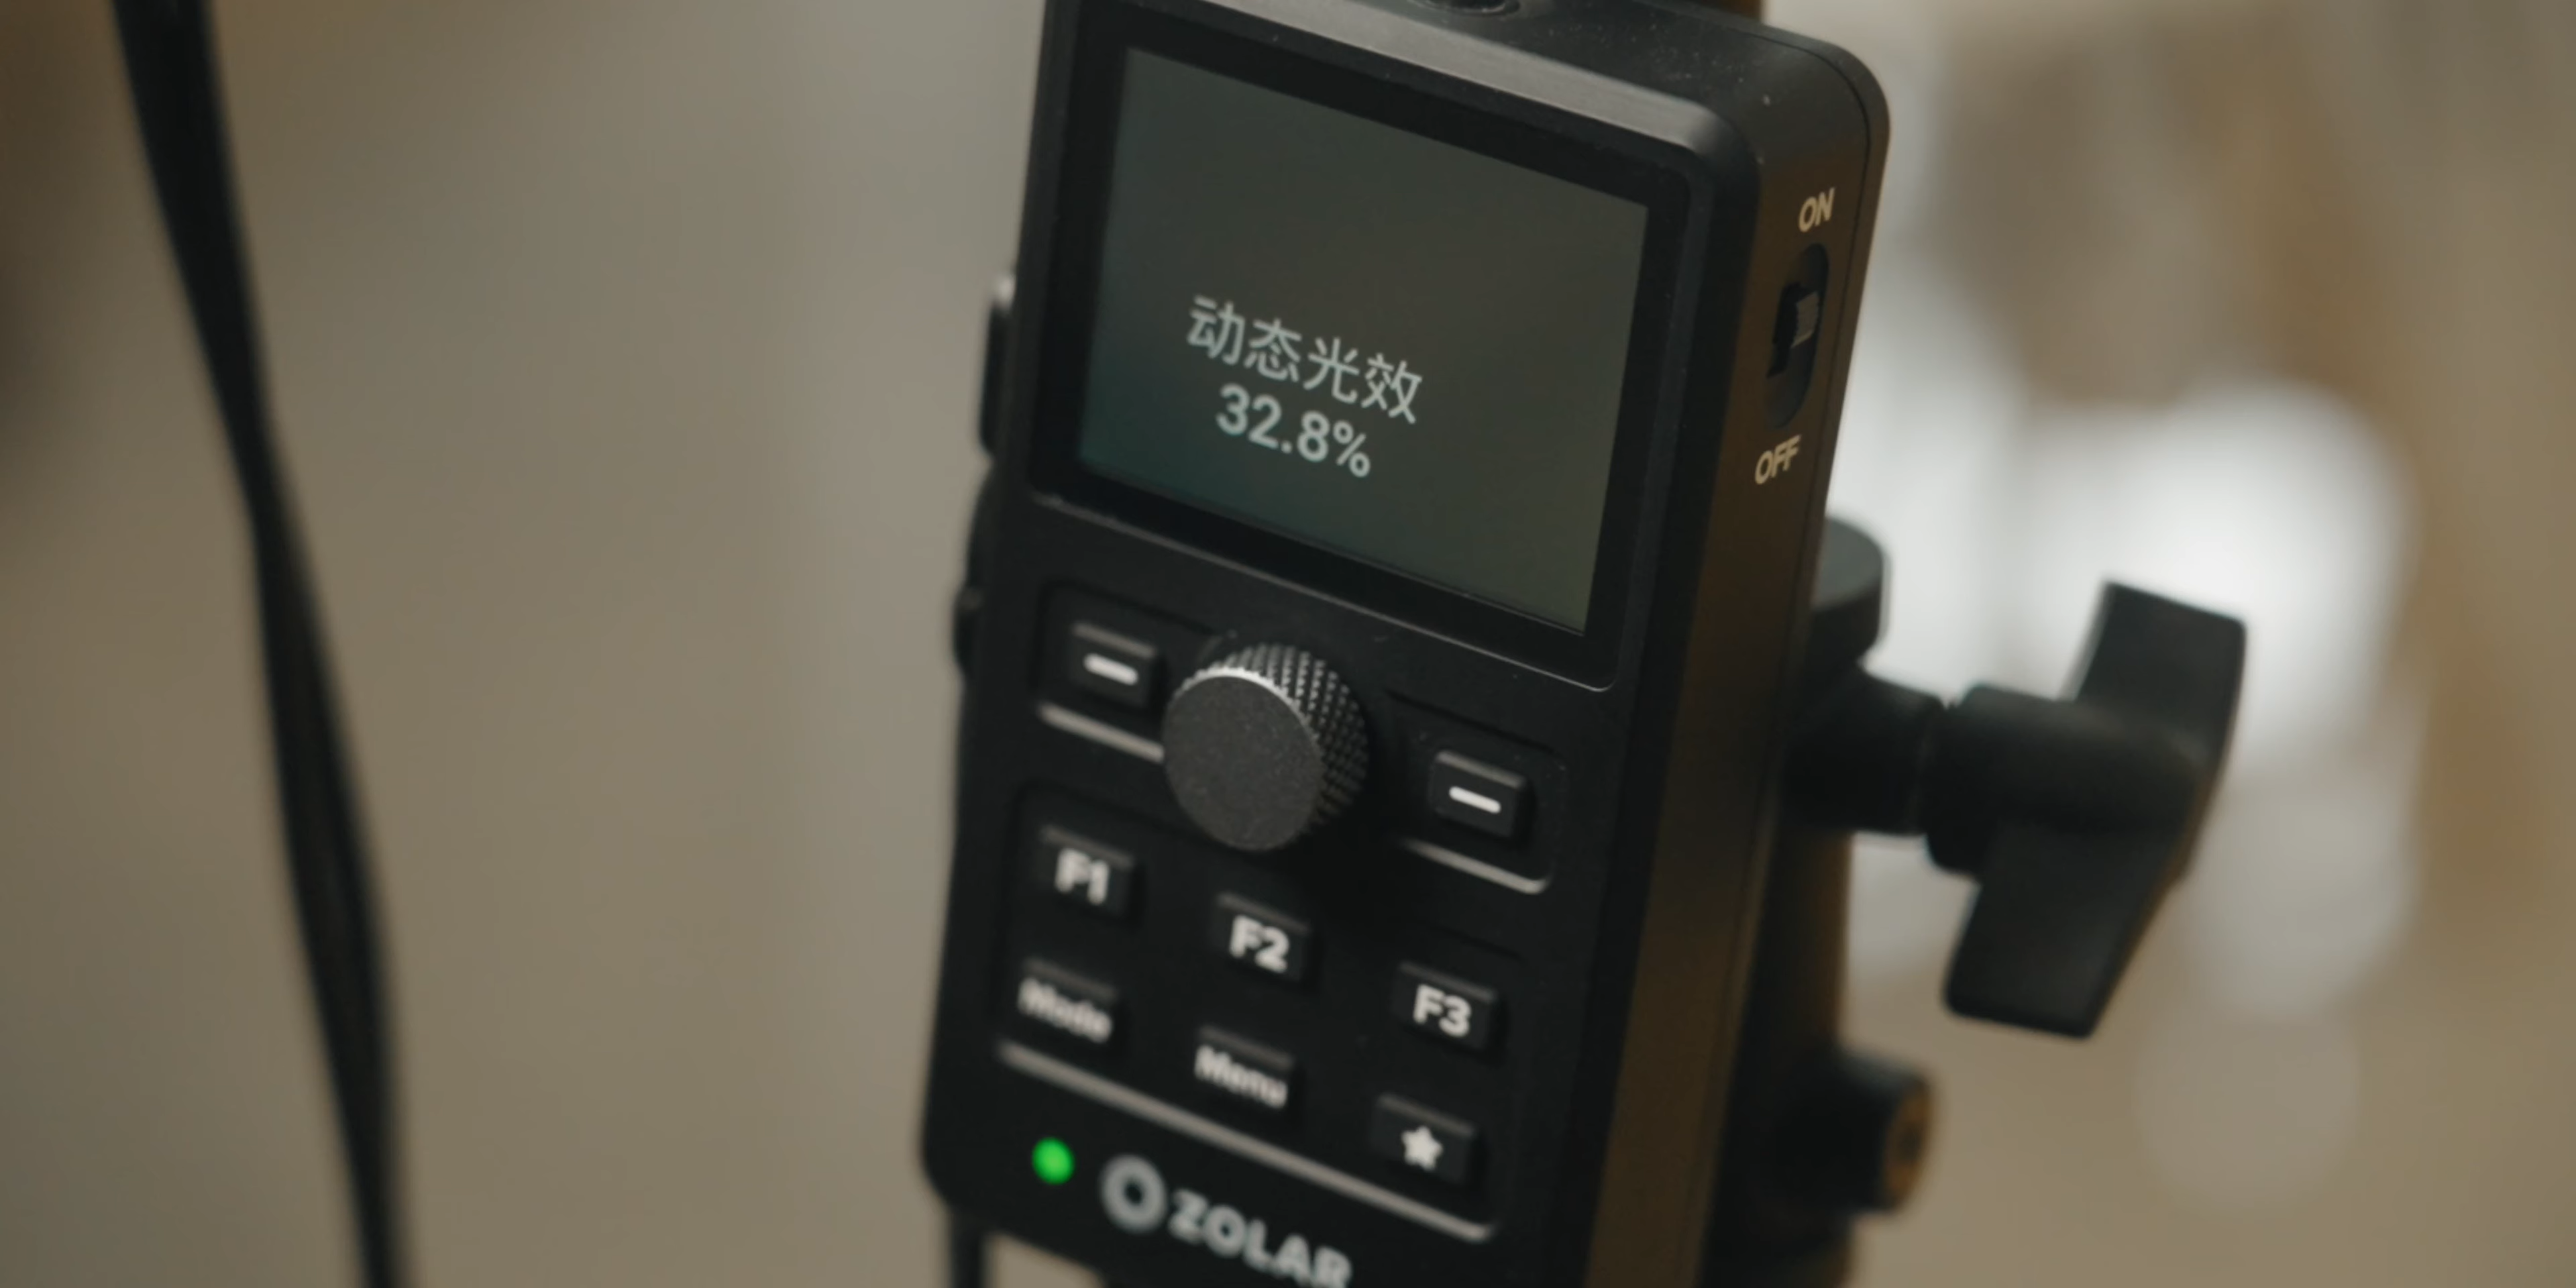 动态光效
32.8%
ON
OFF
F1
F2
F3
Mode
Menu
ZOLAR